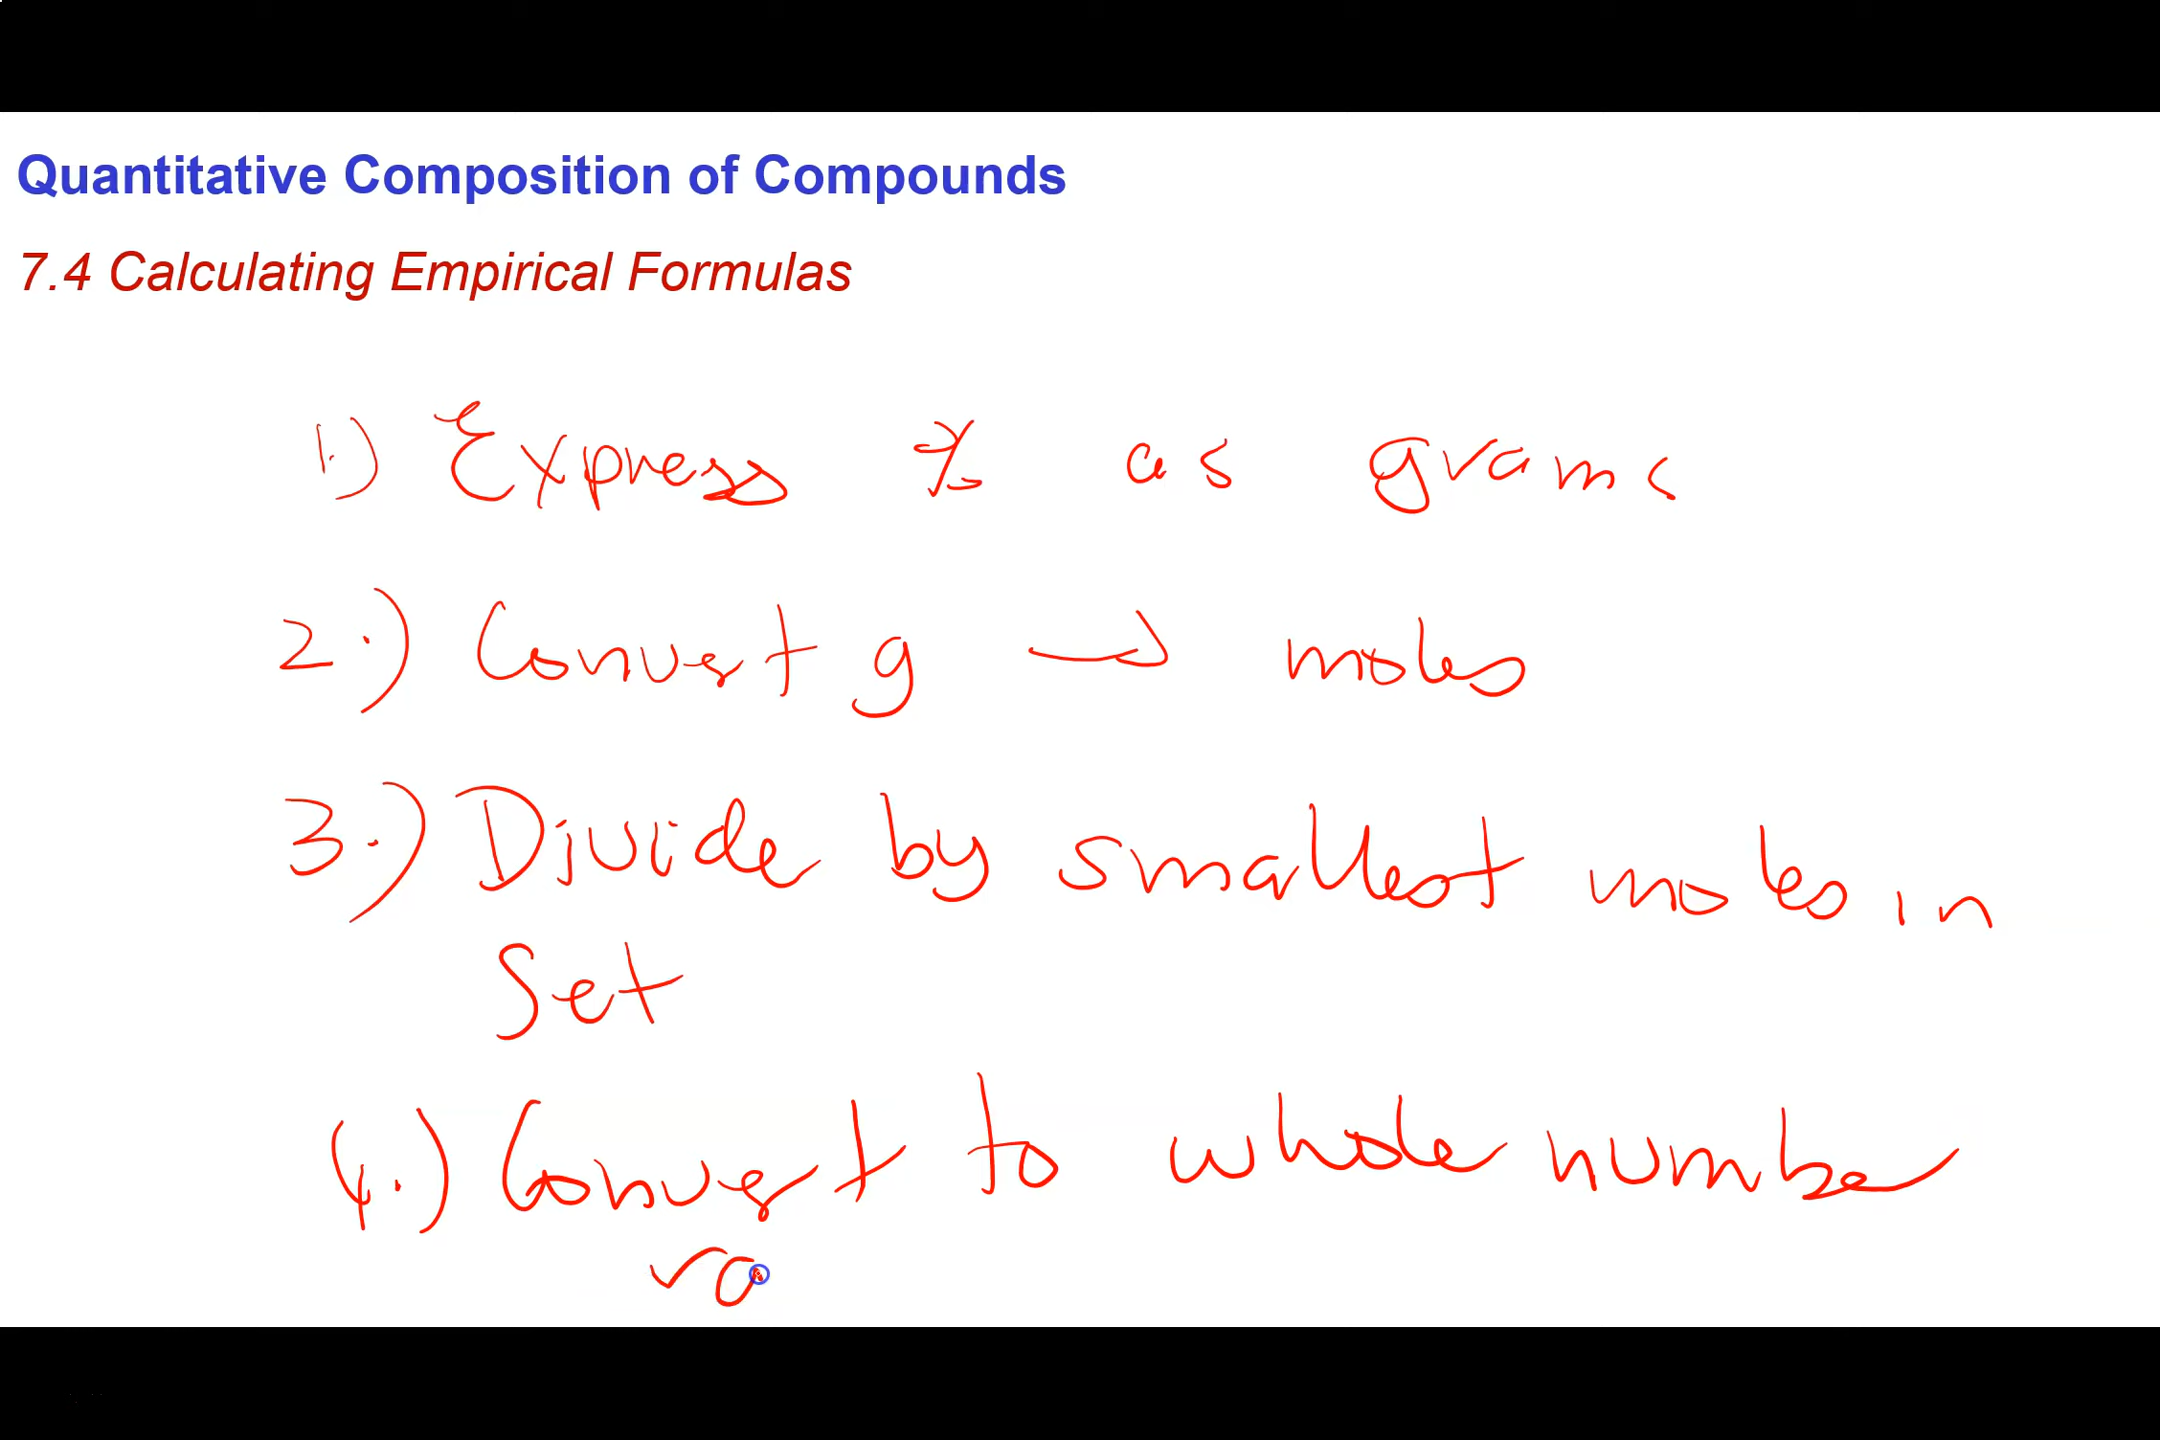 Quantitative Composition of Compounds
7.4 Calculating Empirical Formulas
1.) Express % as grams
2.) Convert g → moles
3.) Divide by smallest moles in
Set
4.) Convert to whole number
ra